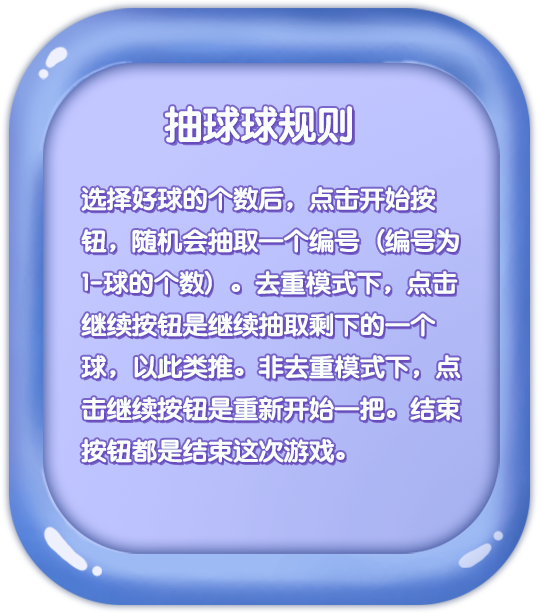 抽球球规则
选择好球的个数后，点击开始按
钮，随机会抽取一个编号（编号为
1-球的个数）。去重模式下，点击
继续按钮是继续抽取剩下的一个
球，以此类推。非去重模式下，点
击继续按钮是重新开始一把。结束
按钮都是结束这次游戏。